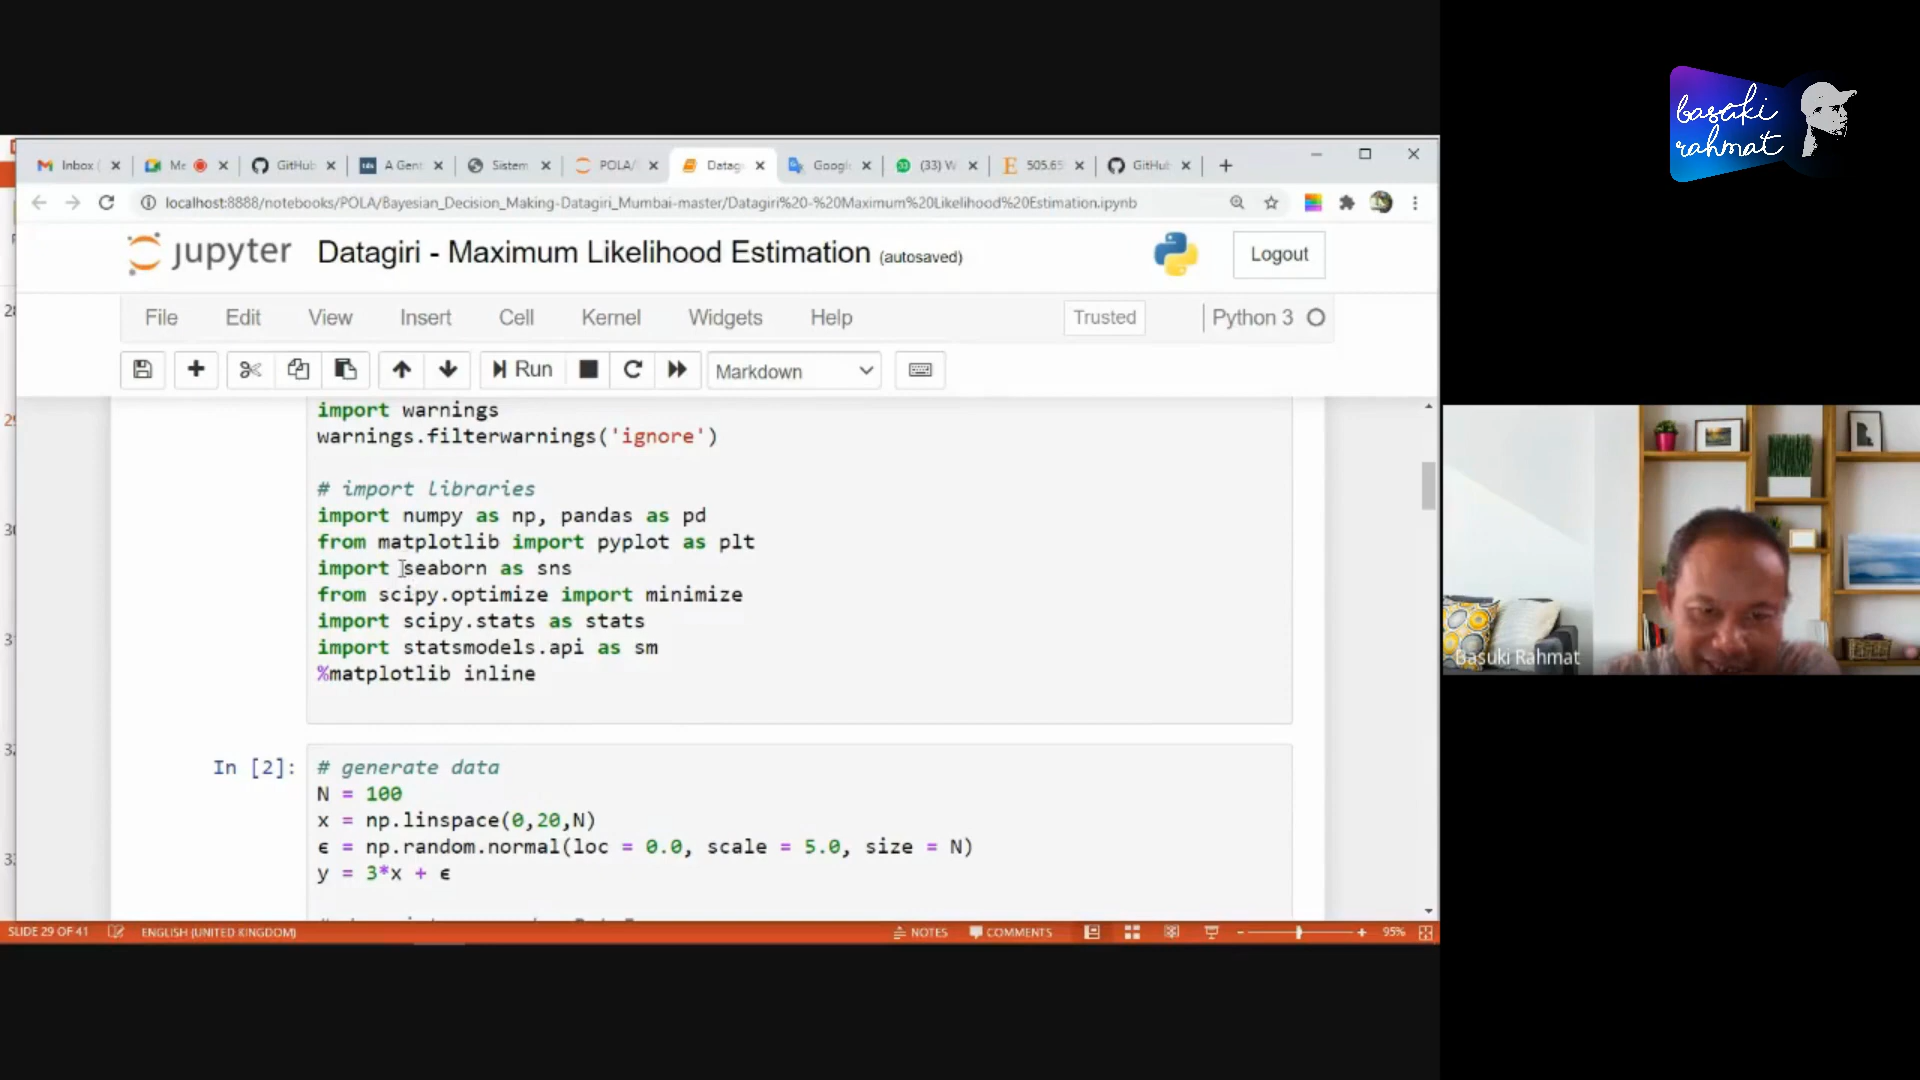 basuki
rahmat
Inbox (
Me
GitHub
A Gent
Sistem
POLA/
Datag
Googl
(33) W
505.65
GitHub
localhost:8888/notebooks/POLA/Bayesian_Decision_Making-Datagiri_Mumbai-master/Datagiri%20-%20Maximum%20Likelihood%20Estimation.ipynb
jupyter Datagiri - Maximum Likelihood Estimation (autosaved)
Logout
File Edit View Insert Cell Kernel Widgets Help
Trusted
Python 3
Run
Markdown
import warnings
warnings.filterwarnings('ignore')
# import libraries
import numpy as np, pandas as pd
from matplotlib import pyplot as plt
import seaborn as sns
from scipy.optimize import minimize
import scipy.stats as stats
import statsmodels.api as sm
%matplotlib inline
In [2]:
# generate data
N = 100
x = np.linspace(0,20,N)
ϵ = np.random.normal(loc = 0.0, scale = 5.0, size = N)
y = 3*x + ϵ
SLIDE 29 OF 41 ENGLISH (UNITED KINGDOM) NOTES COMMENTS 95%
Basuki Rahmat